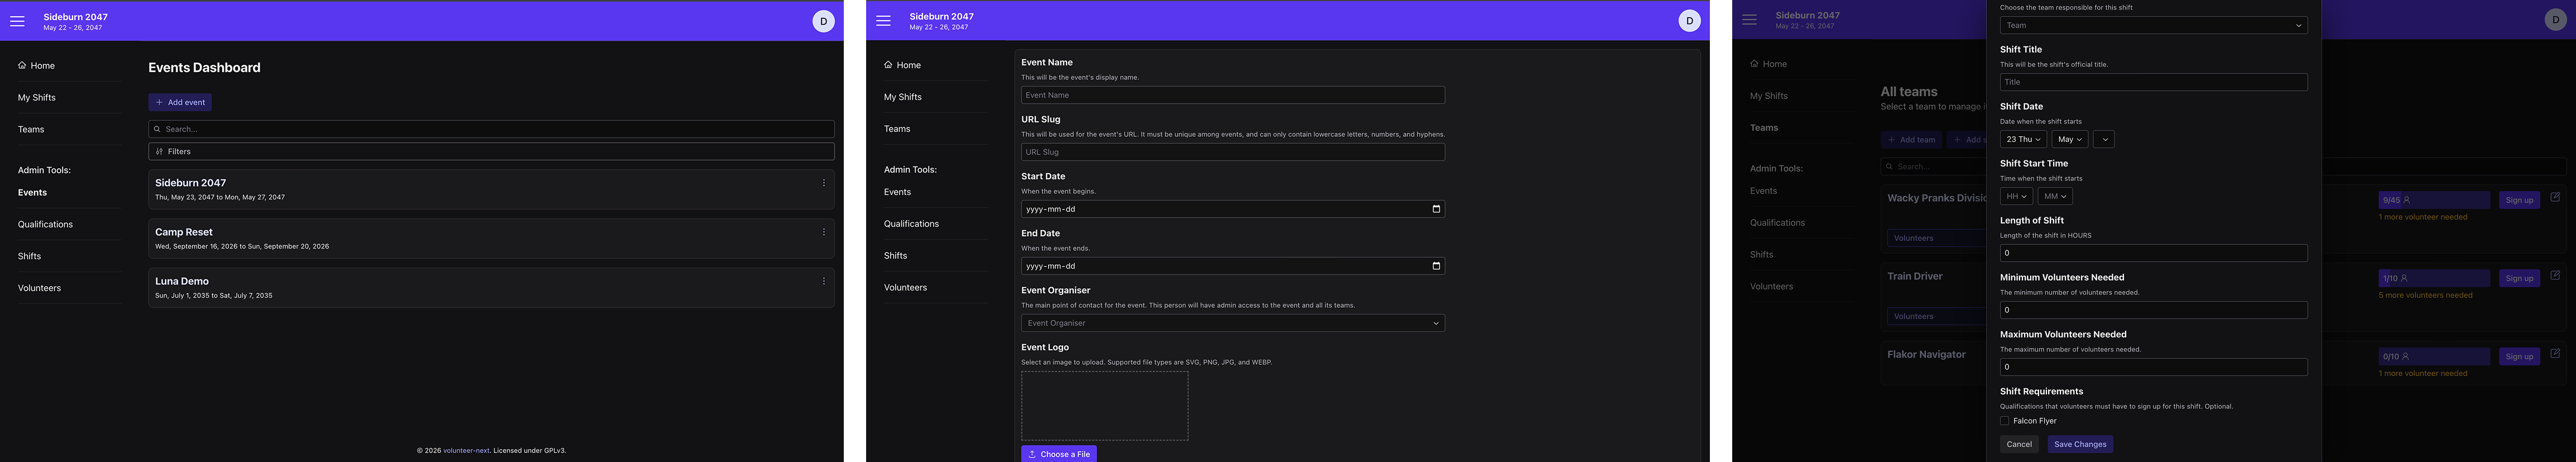 Sideburn 2047
May 22 - 26, 2047
D
Home
My Shifts
Teams
Admin Tools:
Events
Qualifications
Shifts
Volunteers
Events Dashboard
+ Add event
Search...
Filters
Sideburn 2047
Thu, May 23, 2047 to Mon, May 27, 2047
Camp Reset
Wed, September 16, 2026 to Sun, September 20, 2026
Luna Demo
Sun, July 1, 2035 to Sat, July 7, 2035
© 2026 volunteer-next. Licensed under GPLv3.
Sideburn 2047
May 22 - 26, 2047
D
Home
My Shifts
Teams
Admin Tools:
Events
Qualifications
Shifts
Volunteers
Event Name
This will be the event's display name.
Event Name
URL Slug
This will be used for the event's URL. It must be unique among events, and can only contain lowercase letters, numbers, and hyphens.
URL Slug
Start Date
When the event begins.
yyyy-mm-dd
End Date
When the event ends.
yyyy-mm-dd
Event Organiser
The main point of contact for the event. This person will have admin access to the event and all its teams.
Event Organiser
Event Logo
Select an image to upload. Supported file types are SVG, PNG, JPG, and WEBP.
Choose a File
Sideburn 2047
May 22 - 26, 2047
D
Home
My Shifts
Teams
Admin Tools:
Events
Qualifications
Shifts
Volunteers
All teams
Select a team to manage i
+ Add team + Add s
Search...
Wacky Pranks Divisi
Volunteers
Train Driver
Volunteers
Flakor Navigator
Choose the team responsible for this shift
Team
Shift Title
This will be the shift's official title.
Title
Shift Date
Date when the shift starts
23 Thu May
Shift Start Time
Time when the shift starts
HH MM
Length of Shift
Length of the shift in HOURS
0
Minimum Volunteers Needed
The minimum number of volunteers needed.
0
Maximum Volunteers Needed
The maximum number of volunteers needed.
0
Shift Requirements
Qualifications that volunteers must have to sign up for this shift. Optional.
Falcon Flyer
Cancel Save Changes
9/45 Sign up
1 more volunteer needed
1/10 Sign up
5 more volunteers needed
0/10 Sign up
1 more volunteer needed